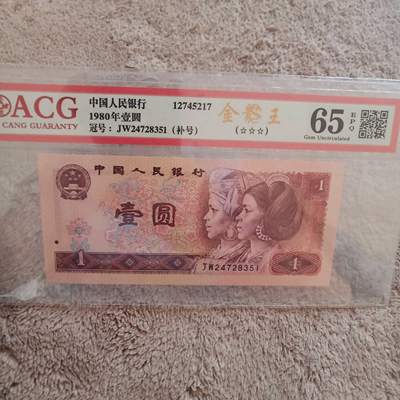 ACG
CANG GUARANTY
中国人民银行
1980年壹圆
冠号: JW24728351 (补号)
12745217
金
王
(☆☆☆)
65 EPQ
Gem Uncirculated
中国人民银行
壹圆
1
1
1
JW24728351